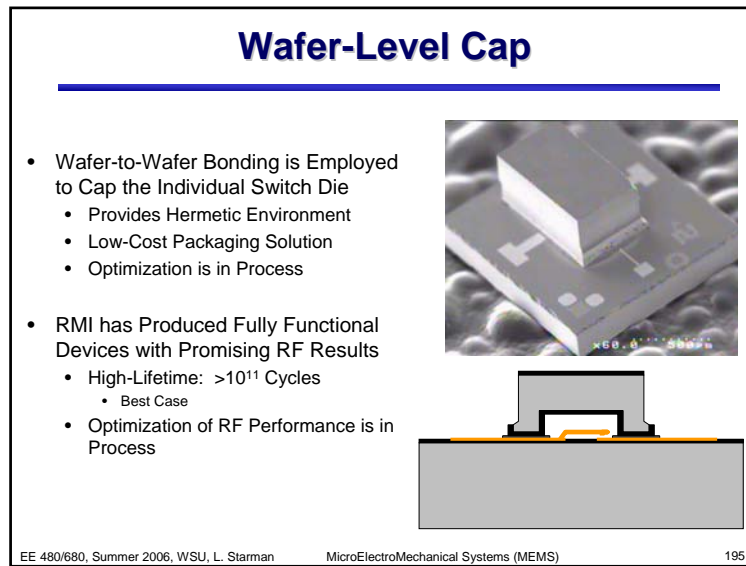 Wafer-Level Cap
• Wafer-to-Wafer Bonding is Employed
to Cap the Individual Switch Die
• Provides Hermetic Environment
• Low-Cost Packaging Solution
• Optimization is in Process
• RMI has Produced Fully Functional
Devices with Promising RF Results
• High-Lifetime: >10¹¹ Cycles
• Best Case
• Optimization of RF Performance is in
Process
x60.0 500µm
EE 480/680, Summer 2006, WSU, L. Starman MicroElectroMechanical Systems (MEMS) 195